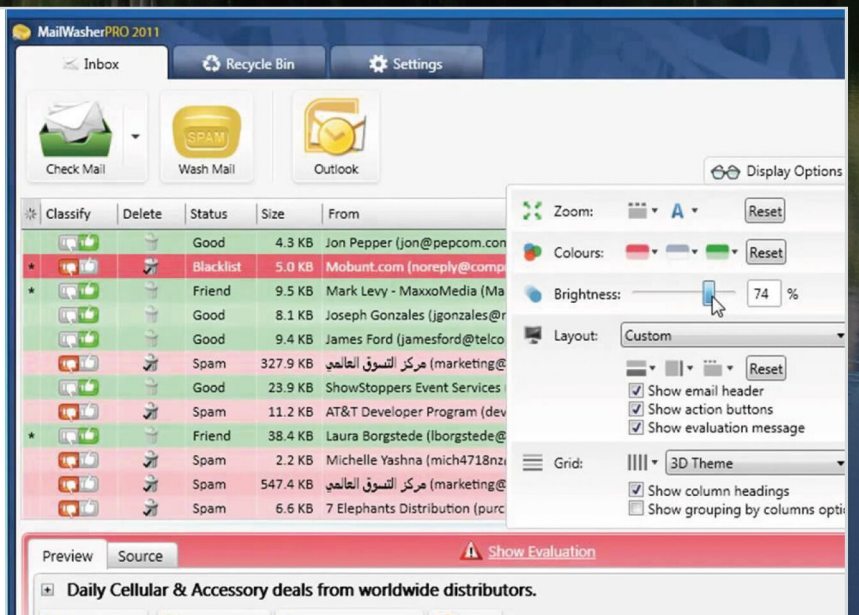 MailWasherPRO 2011
Inbox
Recycle Bin
Settings
SPAM
Check Mail
Wash Mail
Outlook
Display Options
Classify Delete Status Size From
Good 4.3 KB Jon Pepper (jon@pepcom.con
* Blacklist 5.0 KB Mobunt.com (noreply@comp
* Friend 9.5 KB Mark Levy - MaxxoMedia (Ma
Good 8.1 KB Joseph Gonzales (jgonzales@r
Good 9.4 KB James Ford (jamesford@telco
Spam 327.9 KB مركز التسوق العالمي (marketing@
Good 23.9 KB ShowStoppers Event Services
Spam 11.2 KB AT&T Developer Program (dev
* Friend 38.4 KB Laura Borgstede (lborgstede@
Spam 2.2 KB Michelle Yashna (mich4718nz
Spam 547.4 KB مركز التسوق العالمي (marketing@
Spam 6.6 KB 7 Elephants Distribution (purc
Zoom: A Reset
Colours: Reset
Brightness: 74 %
Layout: Custom
Reset
Show email header
Show action buttons
Show evaluation message
Grid: 3D Theme
Show column headings
Show grouping by columns opti
Preview Source Show Evaluation
Daily Cellular & Accessory deals from worldwide distributors.